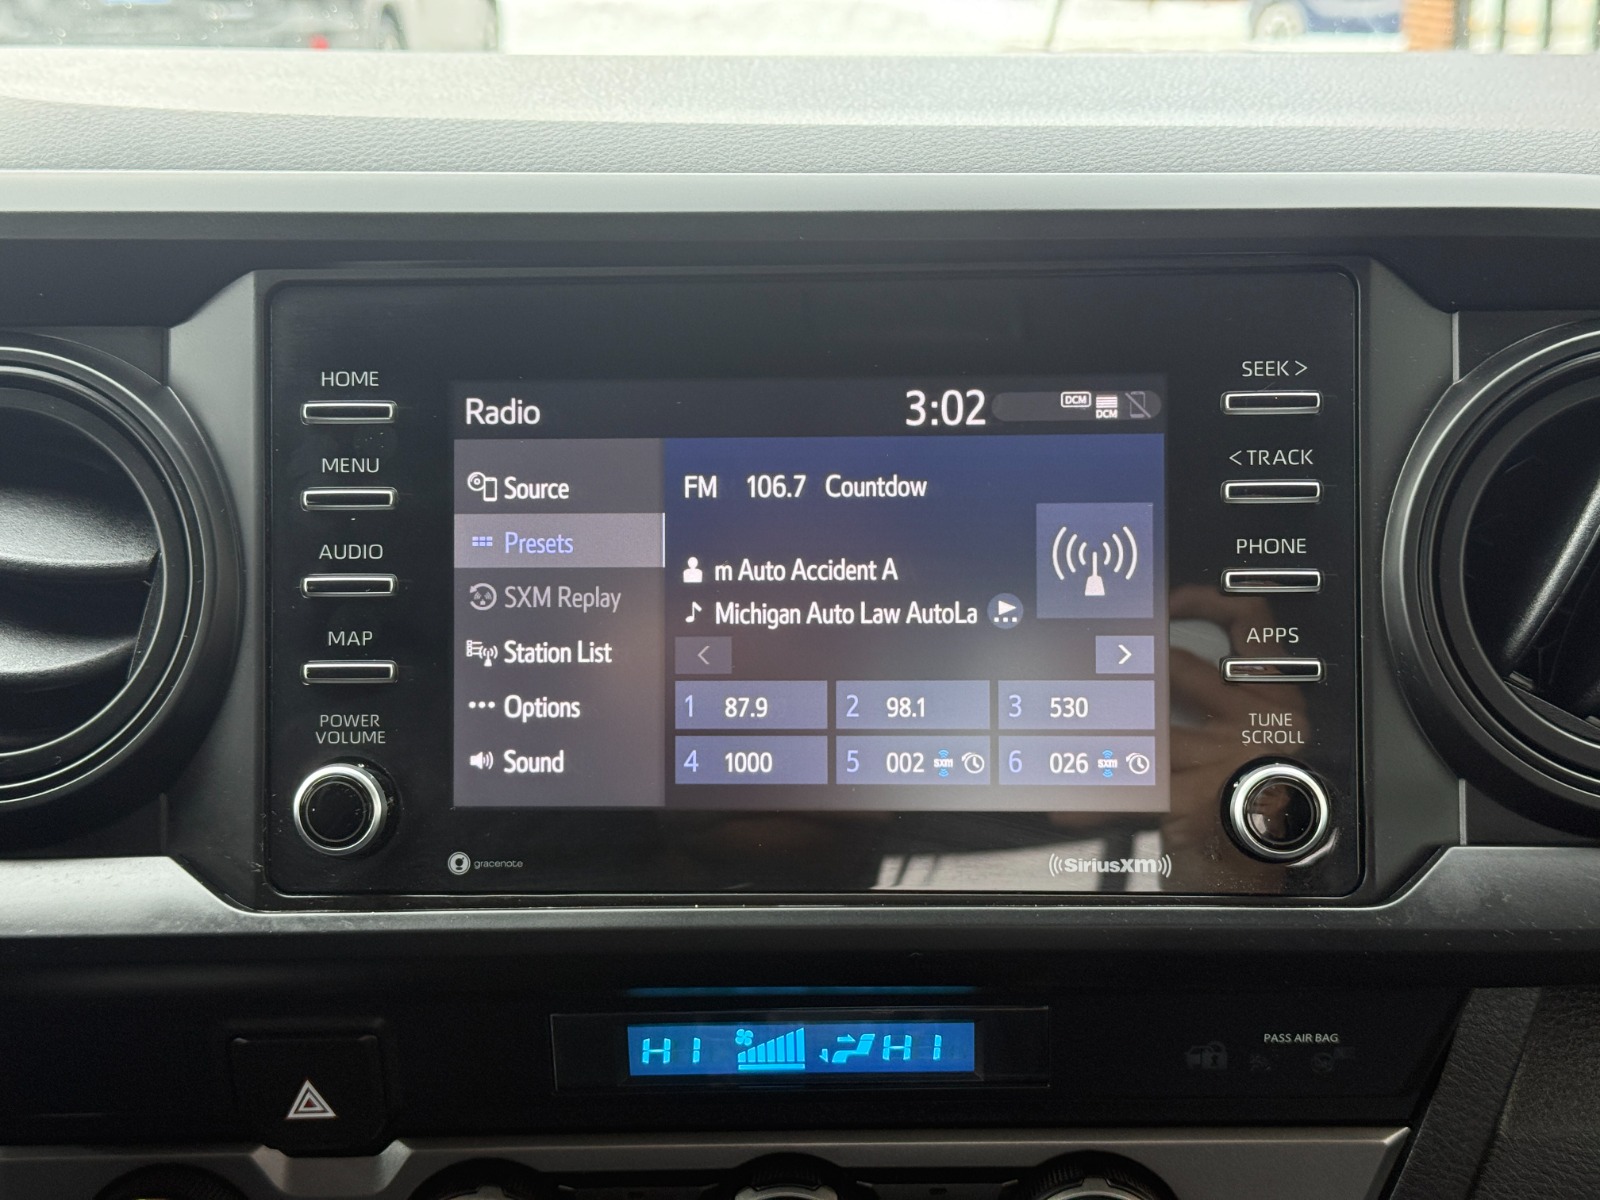 HOME
MENU
AUDIO
MAP
POWER
VOLUME
Radio
3:02
DCM
DCM
Source
Presets
SXM Replay
Station List
Options
Sound
FM 106.7 Countdow
m Auto Accident A
Michigan Auto Law AutoLa
< >
1 87.9
2 98.1
3 530
4 1000
5 002 sxm
6 026 sxm
SEEK >
< TRACK
PHONE
APPS
TUNE
SCROLL
gracenote
((SiriusXM))
HI HI
PASS AIR BAG